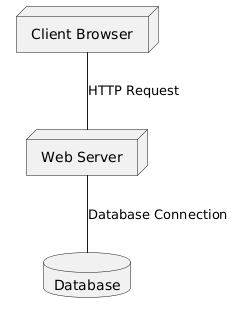 Client Browser
HTTP Request
Web Server
Database Connection
Database